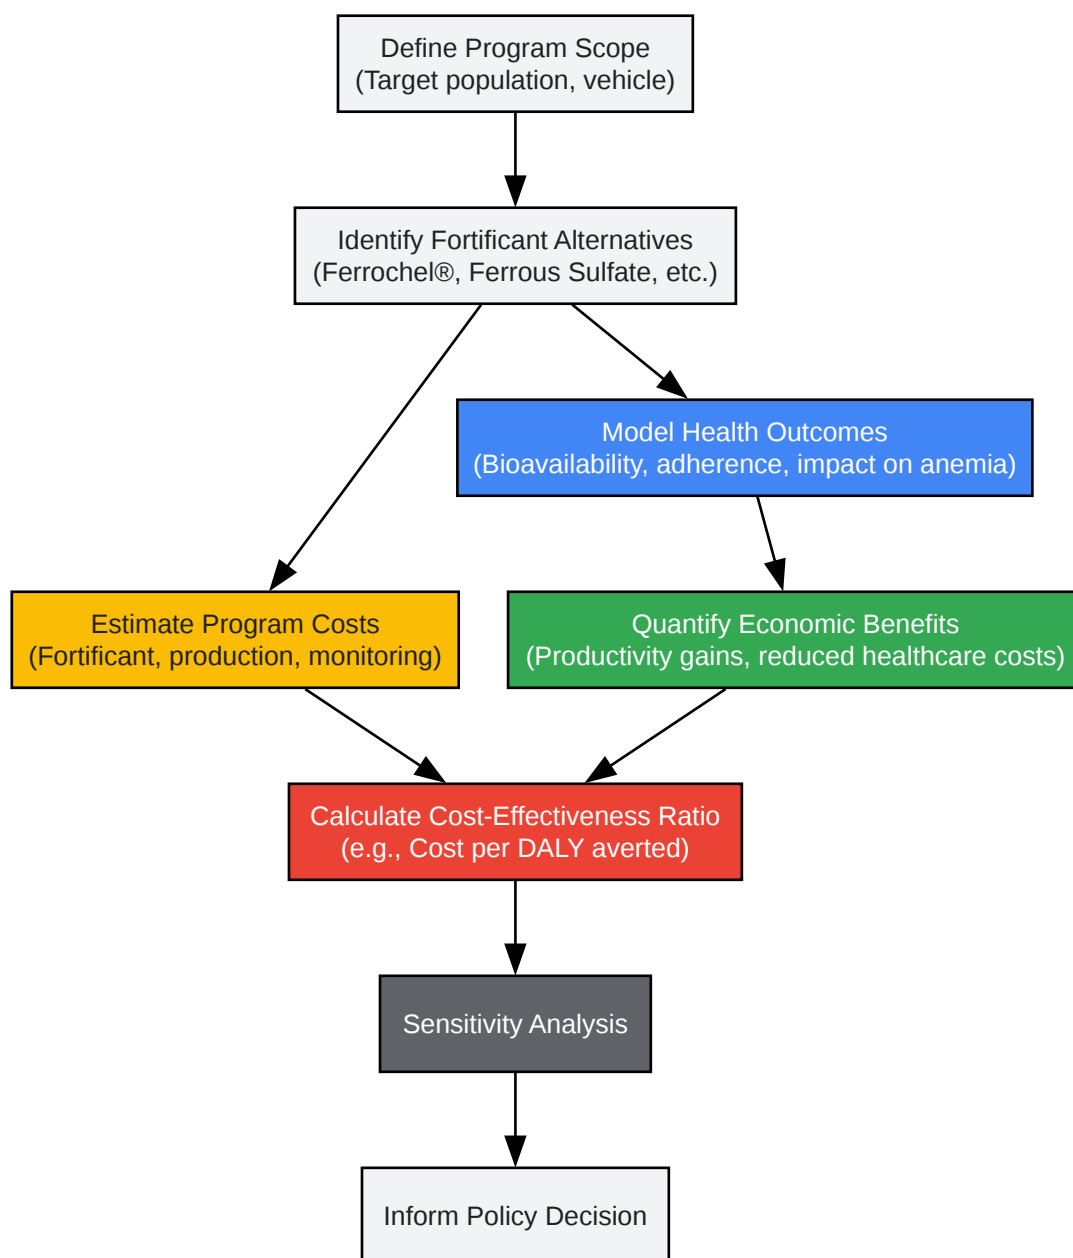 Define Program Scope
(Target population, vehicle)
Identify Fortificant Alternatives
(Ferrochel®, Ferrous Sulfate, etc.)
Model Health Outcomes
(Bioavailability, adherence, impact on anemia)
Estimate Program Costs
(Fortificant, production, monitoring)
Quantify Economic Benefits
(Productivity gains, reduced healthcare costs)
Calculate Cost-Effectiveness Ratio
(e.g., Cost per DALY averted)
Sensitivity Analysis
Inform Policy Decision